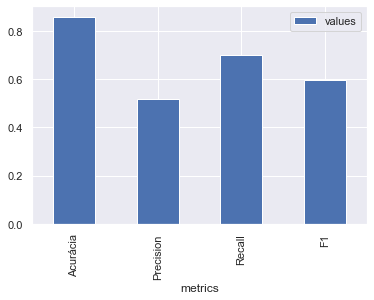 values
0.8
0.6
0.4
0.2
0.0
Acurácia
Precision
Recall
F1
metrics